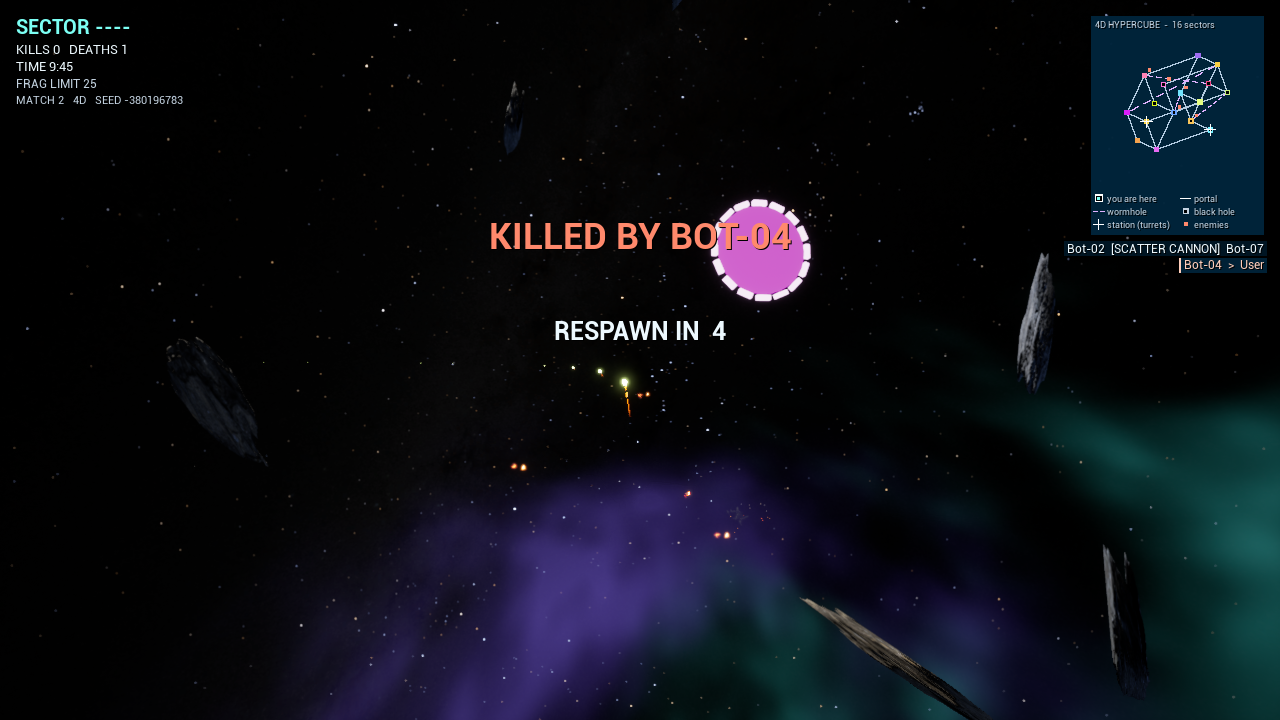 SECTOR ----
KILLS 0 DEATHS 1
TIME 9:45
FRAG LIMIT 25
MATCH 2 4D SEED -380196783
4D HYPERCUBE - 16 sectors
you are here
portal
wormhole
black hole
station (turrets)
enemies
Bot-02 [SCATTER CANNON] Bot-07
Bot-04 > User
KILLED BY BOT-04
RESPAWN IN 4